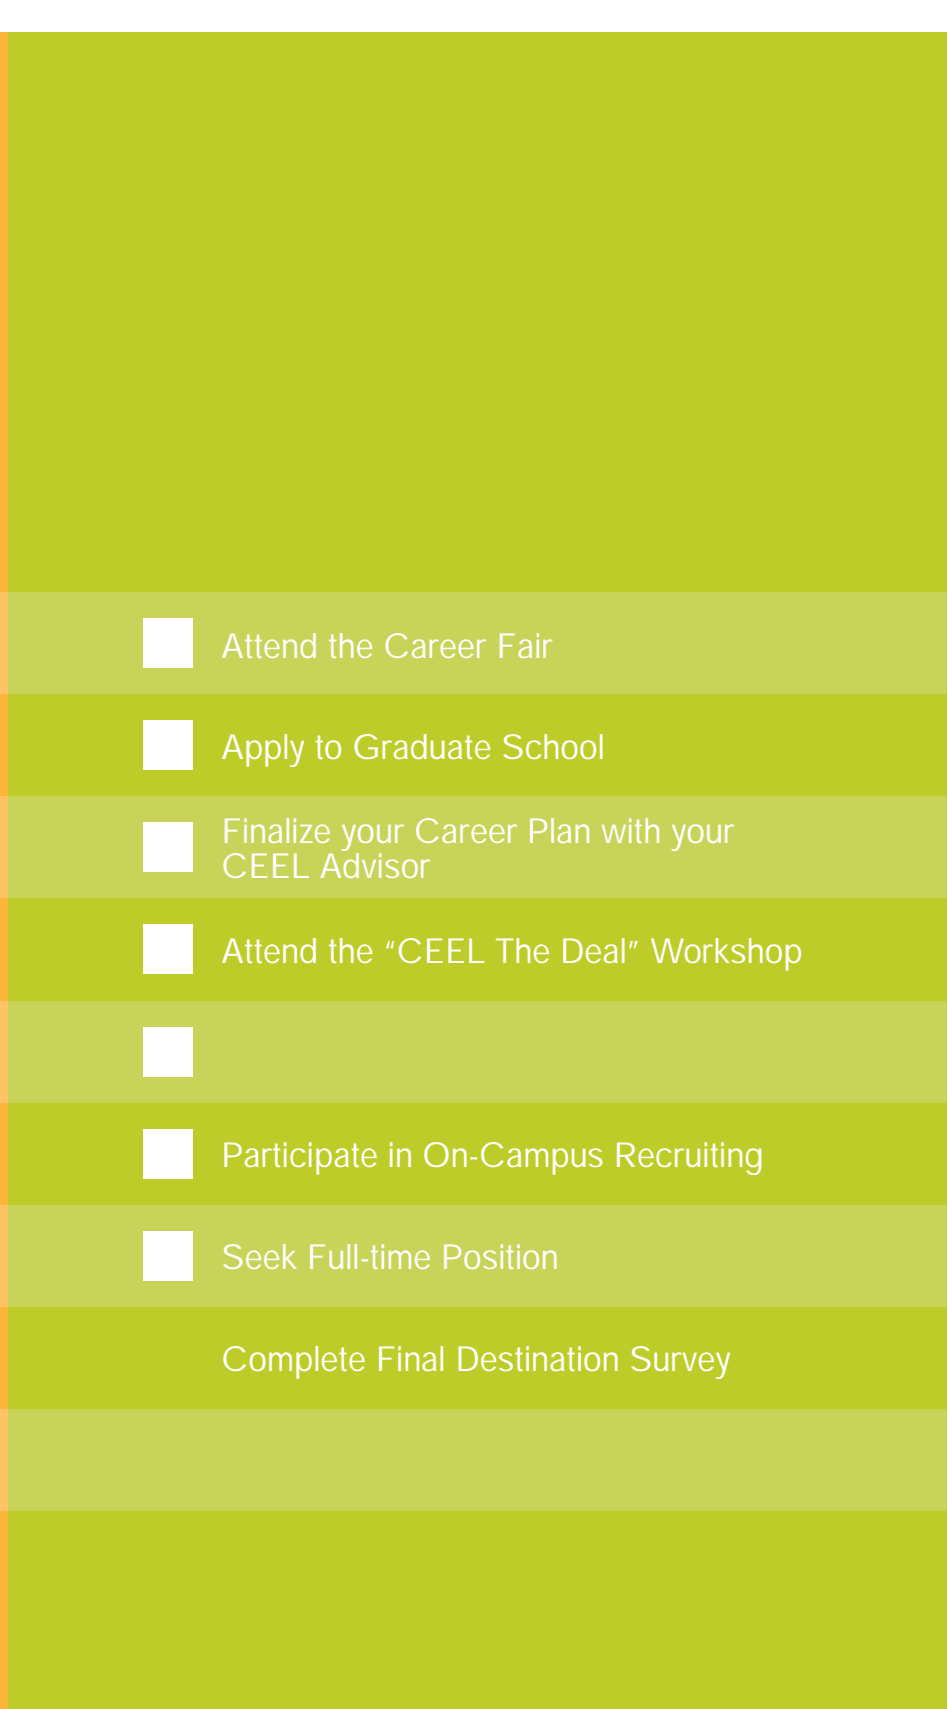 Attend the Career Fair
Apply to Graduate School
Finalize your Career Plan with your
CEEL Advisor
Attend the “CEEL The Deal” Workshop
Participate in On-Campus Recruiting
Seek Full-time Position
Complete Final Destination Survey